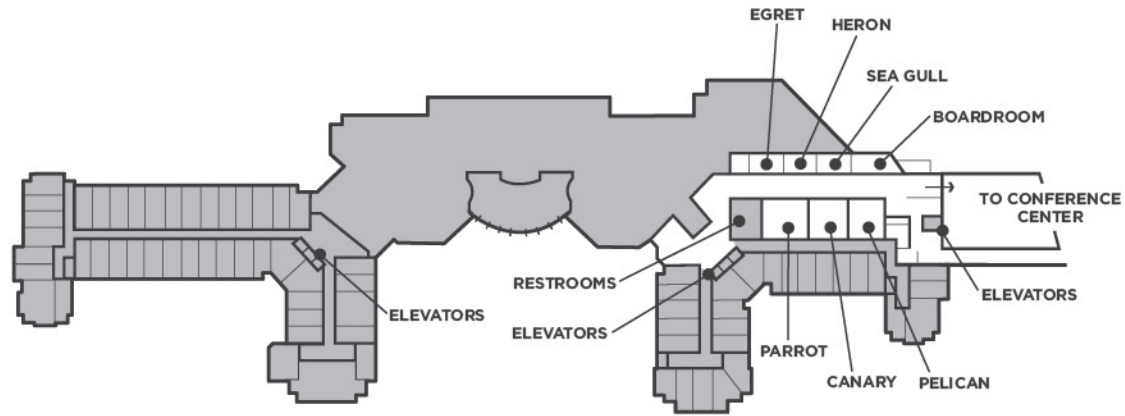 EGRET
HERON
SEA GULL
BOARDROOM
TO CONFERENCE
CENTER
RESTROOMS
ELEVATORS
ELEVATORS
ELEVATORS
PARROT
CANARY
PELICAN